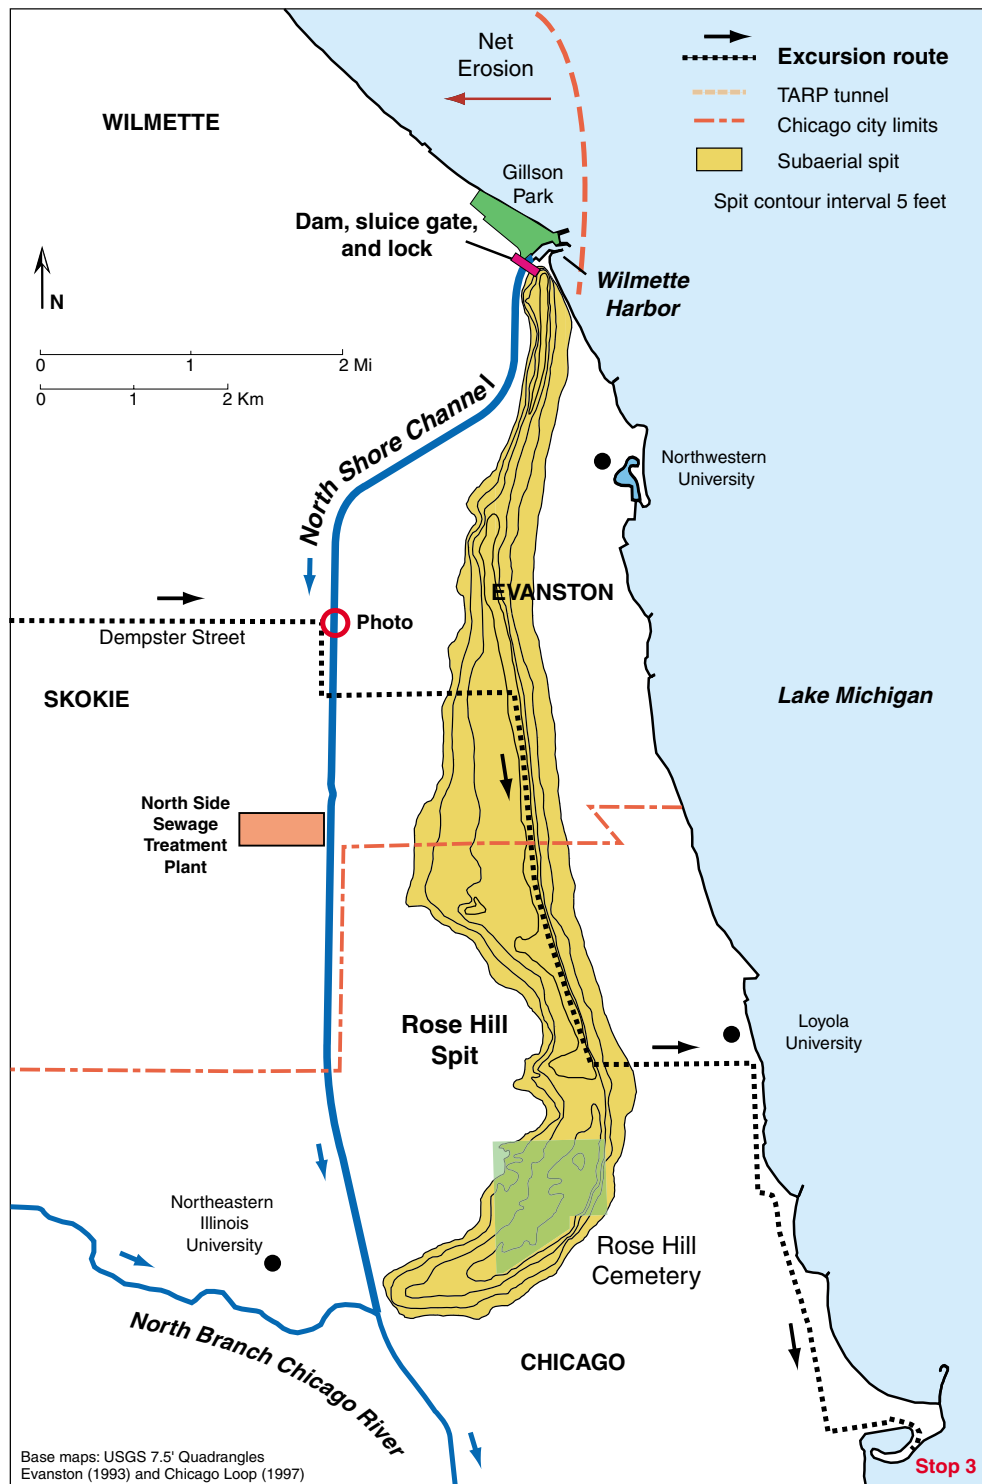 Net
Erosion
Excursion route
TARP tunnel
Chicago city limits
Subaerial spit
Spit contour interval 5 feet
WILMETTE
Gillson
Park
Dam, sluice gate,
and lock
Wilmette
Harbor
N
0 1 2 Mi
0 1 2 Km
North Shore Channel
Northwestern
University
EVANSTON
Photo
Dempster Street
SKOKIE
Lake Michigan
North Side
Sewage
Treatment
Plant
Rose Hill
Spit
Loyola
University
Northeastern
Illinois
University
Rose Hill
Cemetery
North Branch Chicago River
CHICAGO
Base maps: USGS 7.5' Quadrangles
Evanston (1993) and Chicago Loop (1997)
Stop 3